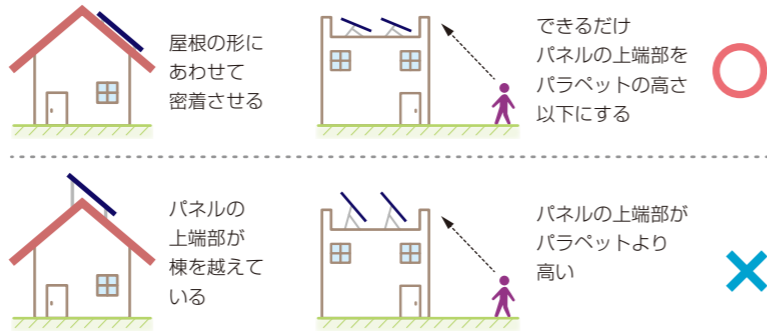 屋根の形に
あわせて
密着させる
できるだけ
パネルの上端部を
パラペットの高さ
以下にする
パネルの
上端部が
棟を越えて
いる
パネルの上端部が
パラペットより
高い